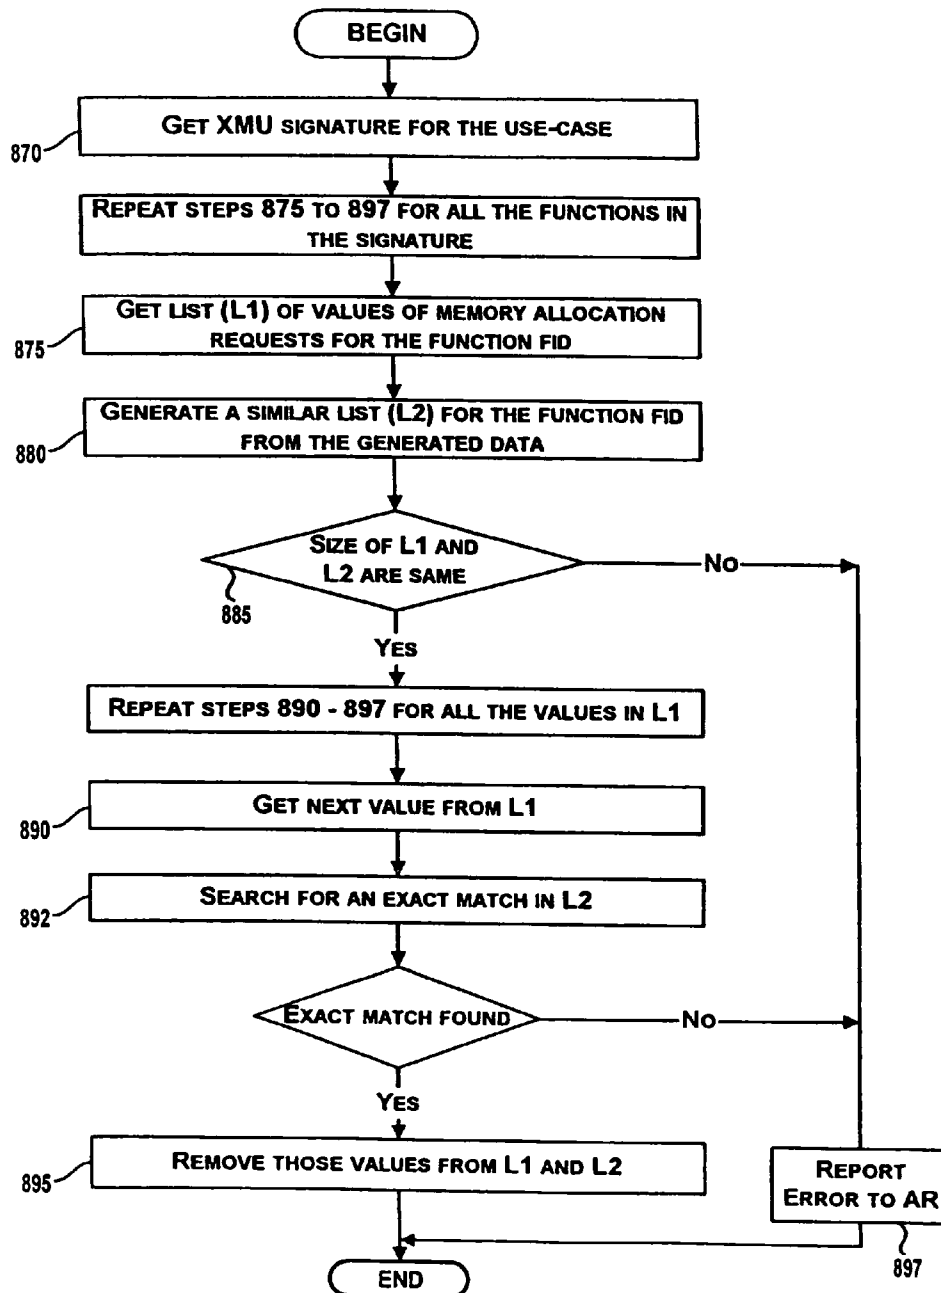 BEGIN
GET XMU SIGNATURE FOR THE USE-CASE
870
REPEAT STEPS 875 TO 897 FOR ALL THE FUNCTIONS IN
THE SIGNATURE
GET LIST (L1) OF VALUES OF MEMORY ALLOCATION
REQUESTS FOR THE FUNCTION FID
875
GENERATE A SIMILAR LIST (L2) FOR THE FUNCTION FID
FROM THE GENERATED DATA
880
SIZE OF L1 AND
L2 ARE SAME
885
NO
YES
REPEAT STEPS 890 - 897 FOR ALL THE VALUES IN L1
GET NEXT VALUE FROM L1
890
SEARCH FOR AN EXACT MATCH IN L2
892
EXACT MATCH FOUND
NO
YES
REMOVE THOSE VALUES FROM L1 AND L2
895
REPORT
ERROR TO AR
897
END